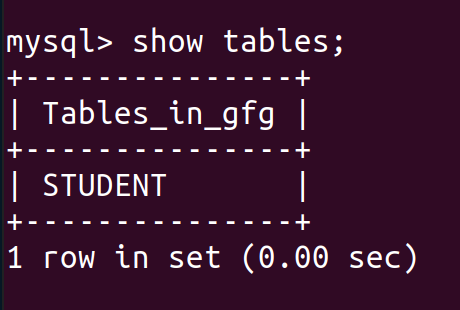 mysql> show tables;
+---------------+
| Tables_in_gfg |
+---------------+
| STUDENT       |
+---------------+
1 row in set (0.00 sec)